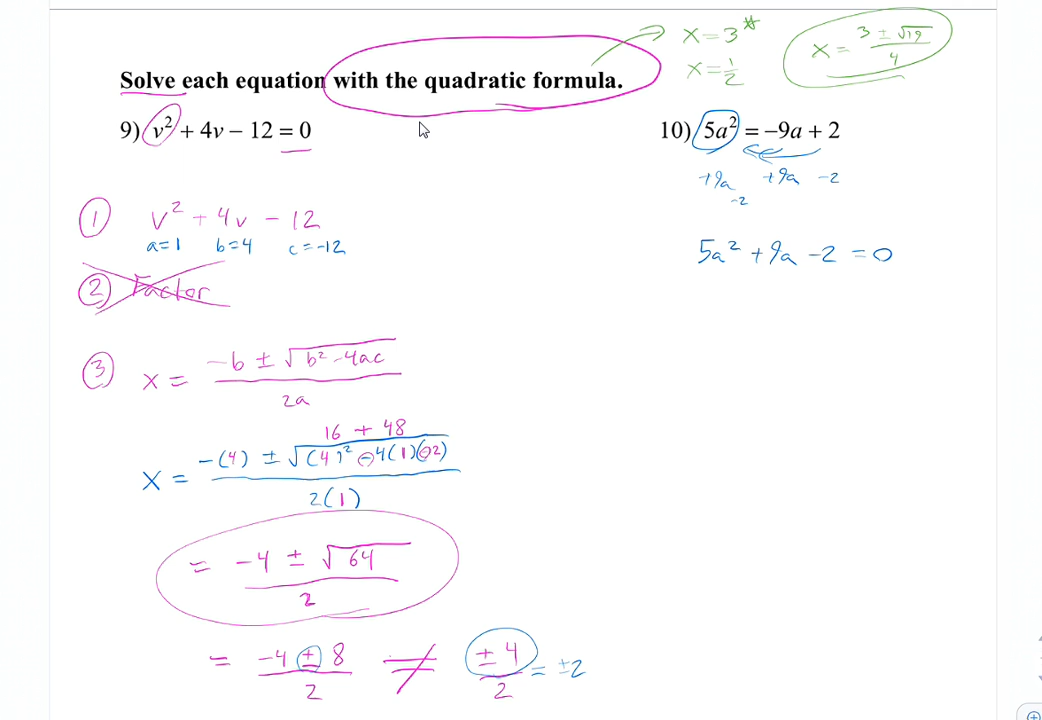 x = 3*
x = 1/2
x = (3 ± √19)/4
Solve each equation with the quadratic formula.
9) v² + 4v − 12 = 0
10) 5a² = −9a + 2
+9a +9a −2
−2
① v² + 4v − 12
a=1 b=4 c=−12
5a² + 9a − 2 = 0
② Factor
③ x = (−b ± √(b² − 4ac))/2a
16 + 48
x = (−(4) ± √((4)² − 4(1)(−12)))/2(1)
= (−4 ± √64)/2
= (−4 ± 8)/2 ≠ (± 4)/2 = ±2